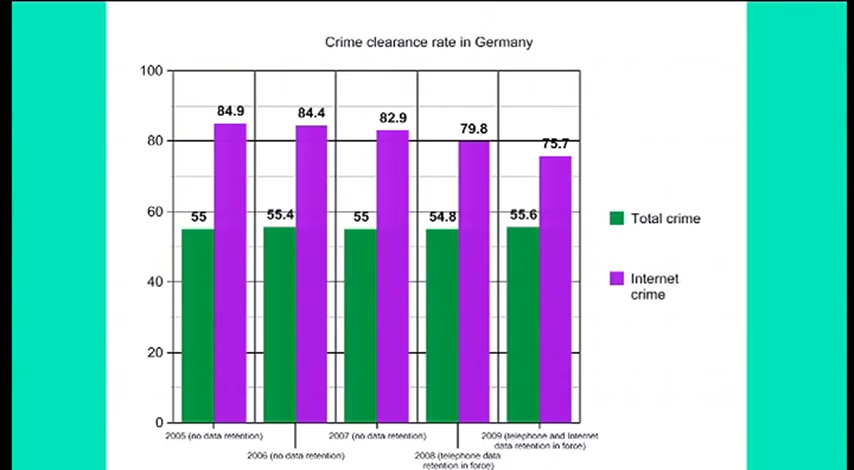 Crime clearance rate in Germany
100
80
60
40
20
0
84.9
84.4
82.9
79.8
75.7
55
55.4
55
54.8
55.6
Total crime
Internet
crime
2005 (no data retention)
2006 (no data retention)
2007 (no data retention)
2008 (telephone data
retention in force)
2009 (telephone and Internet
data retention in force)